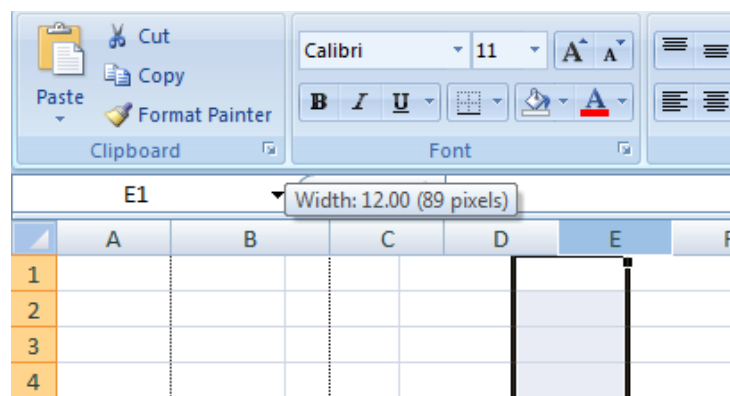 Cut
Copy
Format Painter
Paste
Clipboard
Calibri
11
A A
B I U
A
Font
E1
Width: 12.00 (89 pixels)
A B C D E F
1
2
3
4